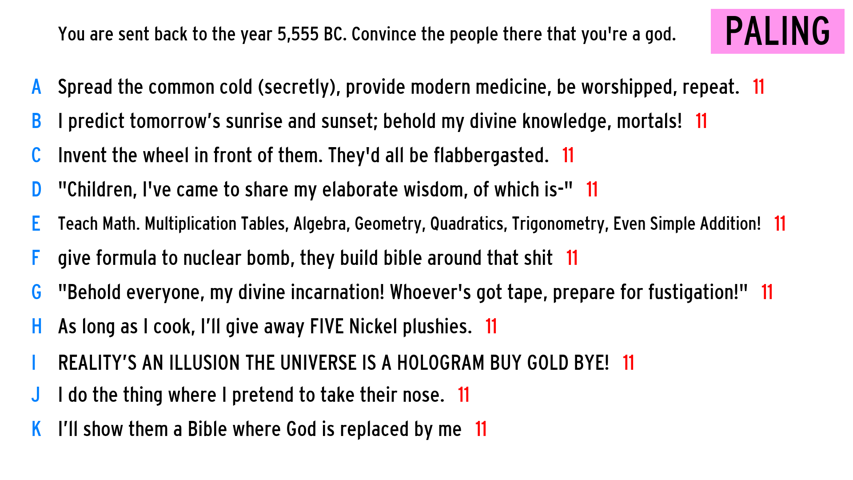 You are sent back to the year 5,555 BC. Convince the people there that you're a god.
PALING
A Spread the common cold (secretly), provide modern medicine, be worshipped, repeat. 11
B I predict tomorrow’s sunrise and sunset; behold my divine knowledge, mortals! 11
C Invent the wheel in front of them. They'd all be flabbergasted. 11
D "Children, I've came to share my elaborate wisdom, of which is-" 11
E Teach Math. Multiplication Tables, Algebra, Geometry, Quadratics, Trigonometry, Even Simple Addition! 11
F give formula to nuclear bomb, they build bible around that shit 11
G "Behold everyone, my divine incarnation! Whoever's got tape, prepare for fustigation!" 11
H As long as I cook, I’ll give away FIVE Nickel plushies. 11
I REALITY’S AN ILLUSION THE UNIVERSE IS A HOLOGRAM BUY GOLD BYE! 11
J I do the thing where I pretend to take their nose. 11
K I’ll show them a Bible where God is replaced by me 11